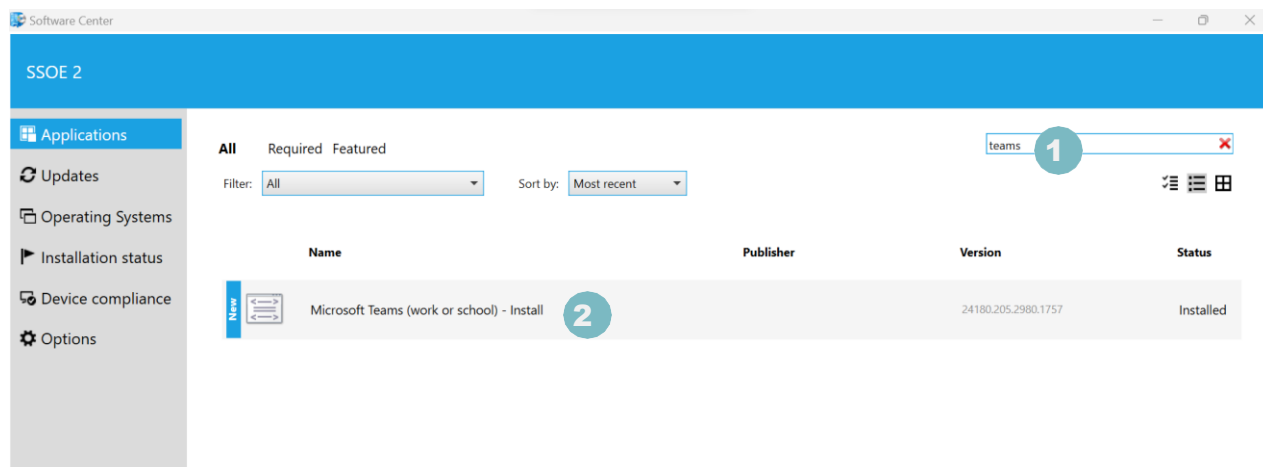 Software Center
SSOE 2
Applications
Updates
Operating Systems
Installation status
Device compliance
Options
All Required Featured
teams 1
Filter: All Sort by: Most recent
Name Publisher Version Status
New Microsoft Teams (work or school) - Install 2 24180.205.2980.1757 Installed